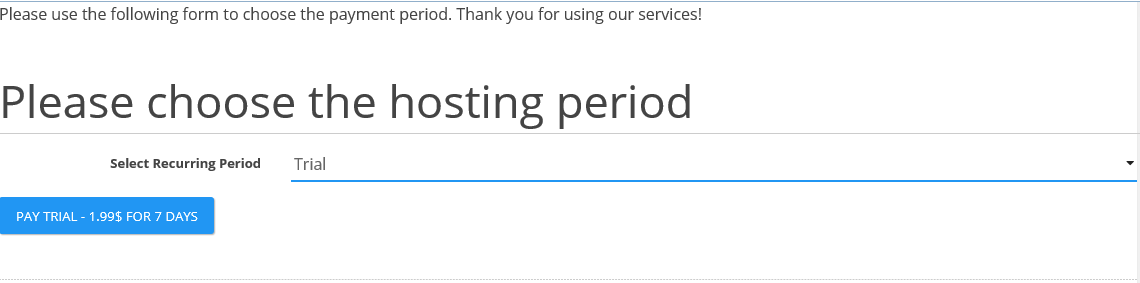 Please use the following form to choose the payment period. Thank you for using our services!
Please choose the hosting period
Select Recurring Period Trial
PAY TRIAL - 1.99$ FOR 7 DAYS